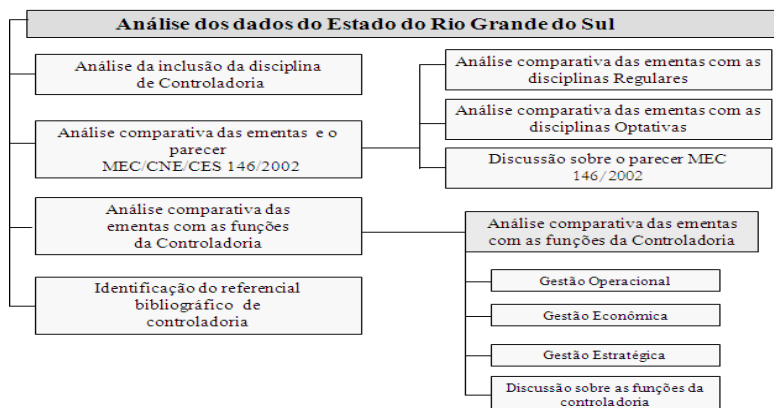 Análise dos dados do Estado do Rio Grande do Sul
Análise da inclusão da disciplina
de Controladoria
Análise comparativa das ementas e o
parecer
MEC/CNE/CES 146/2002
Análise comparativa das ementas com as
disciplinas Regulares
Análise comparativa das ementas com as
disciplinas Optativas
Discussão sobre o parecer MEC
146/2002
Análise comparativa das
ementas com as funções
da Controladoria
Análise comparativa das ementas
com as funções da Controladoria
Gestão Operacional
Gestão Econômica
Gestão Estratégica
Discussão sobre as funções da
controladoria
Identificação do referencial
bibliográfico de
controladoria